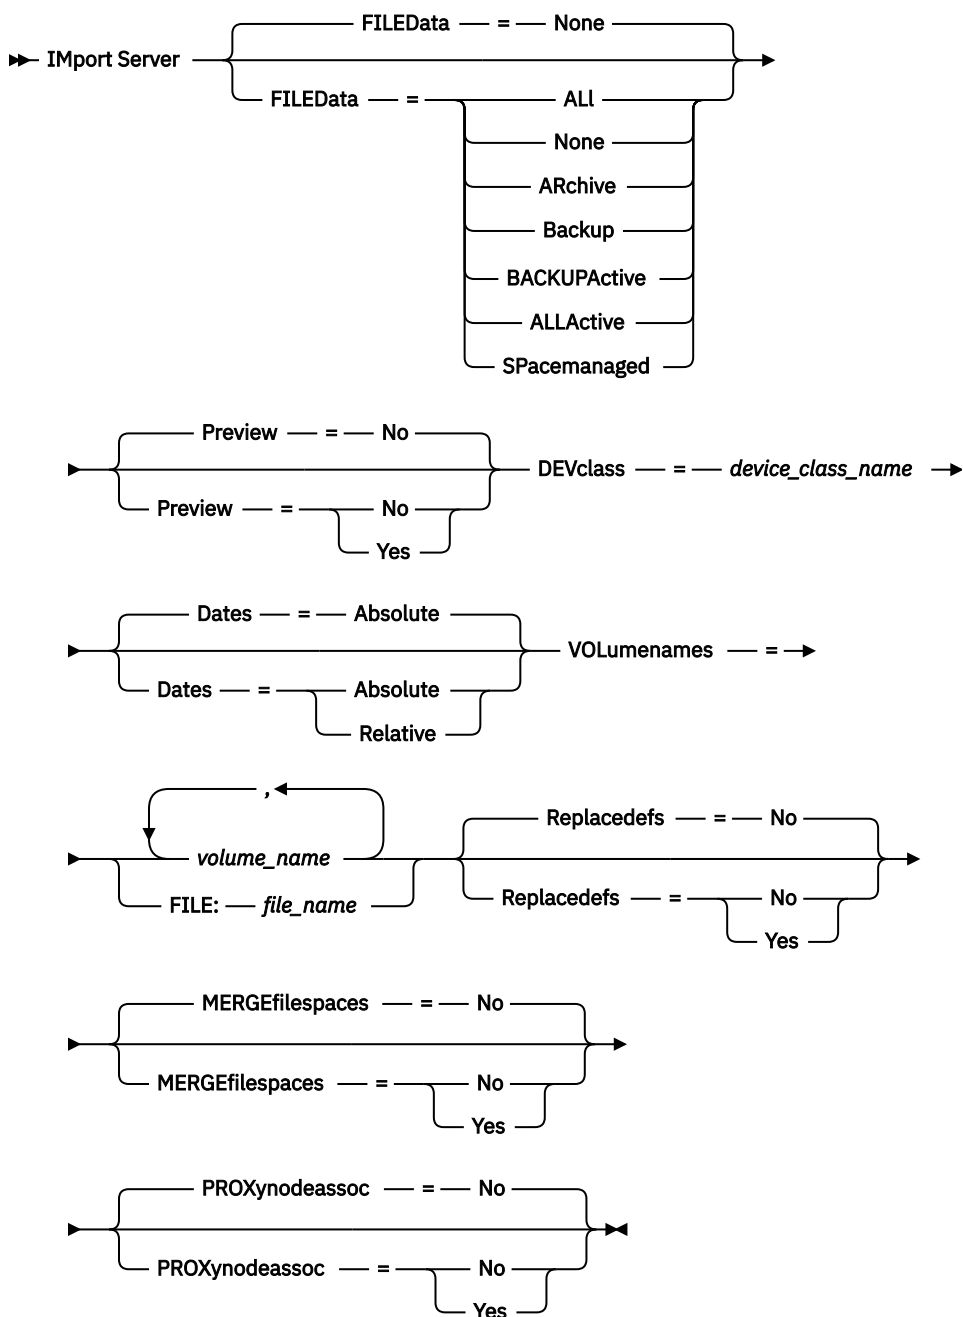 FILEData = None
IMport Server
FILEData = ALl
None
ARchive
Backup
BACKUPActive
ALLActive
SPacemanaged
Preview = No
DEVclass = device_class_name
Preview = No
Yes
Dates = Absolute
VOLumenames =
Dates = Absolute
Relative
,
volume_name
FILE: file_name
Replacedefs = No
Replacedefs = No
Yes
MERGEfilespaces = No
MERGEfilespaces = No
Yes
PROXynodeassoc = No
PROXynodeassoc = No
Yes